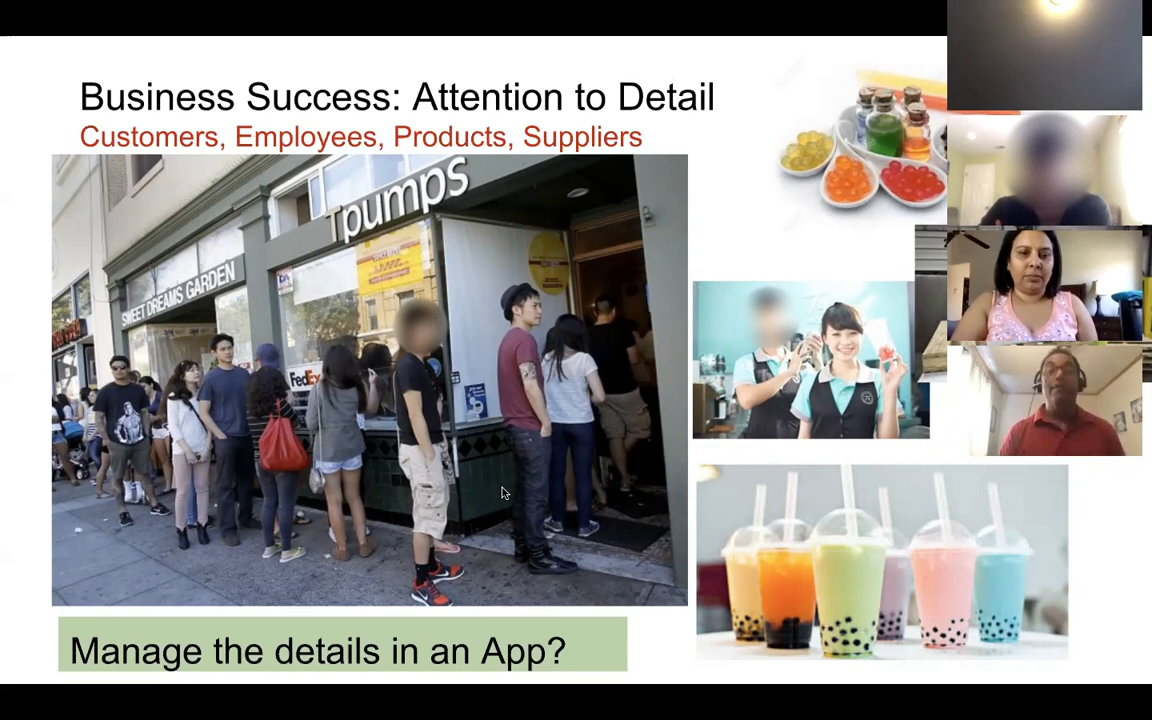 Business Success: Attention to Detail
Customers, Employees, Products, Suppliers
Tpumps
SWEET DREAMS GARDEN
FedEx
Manage the details in an App?